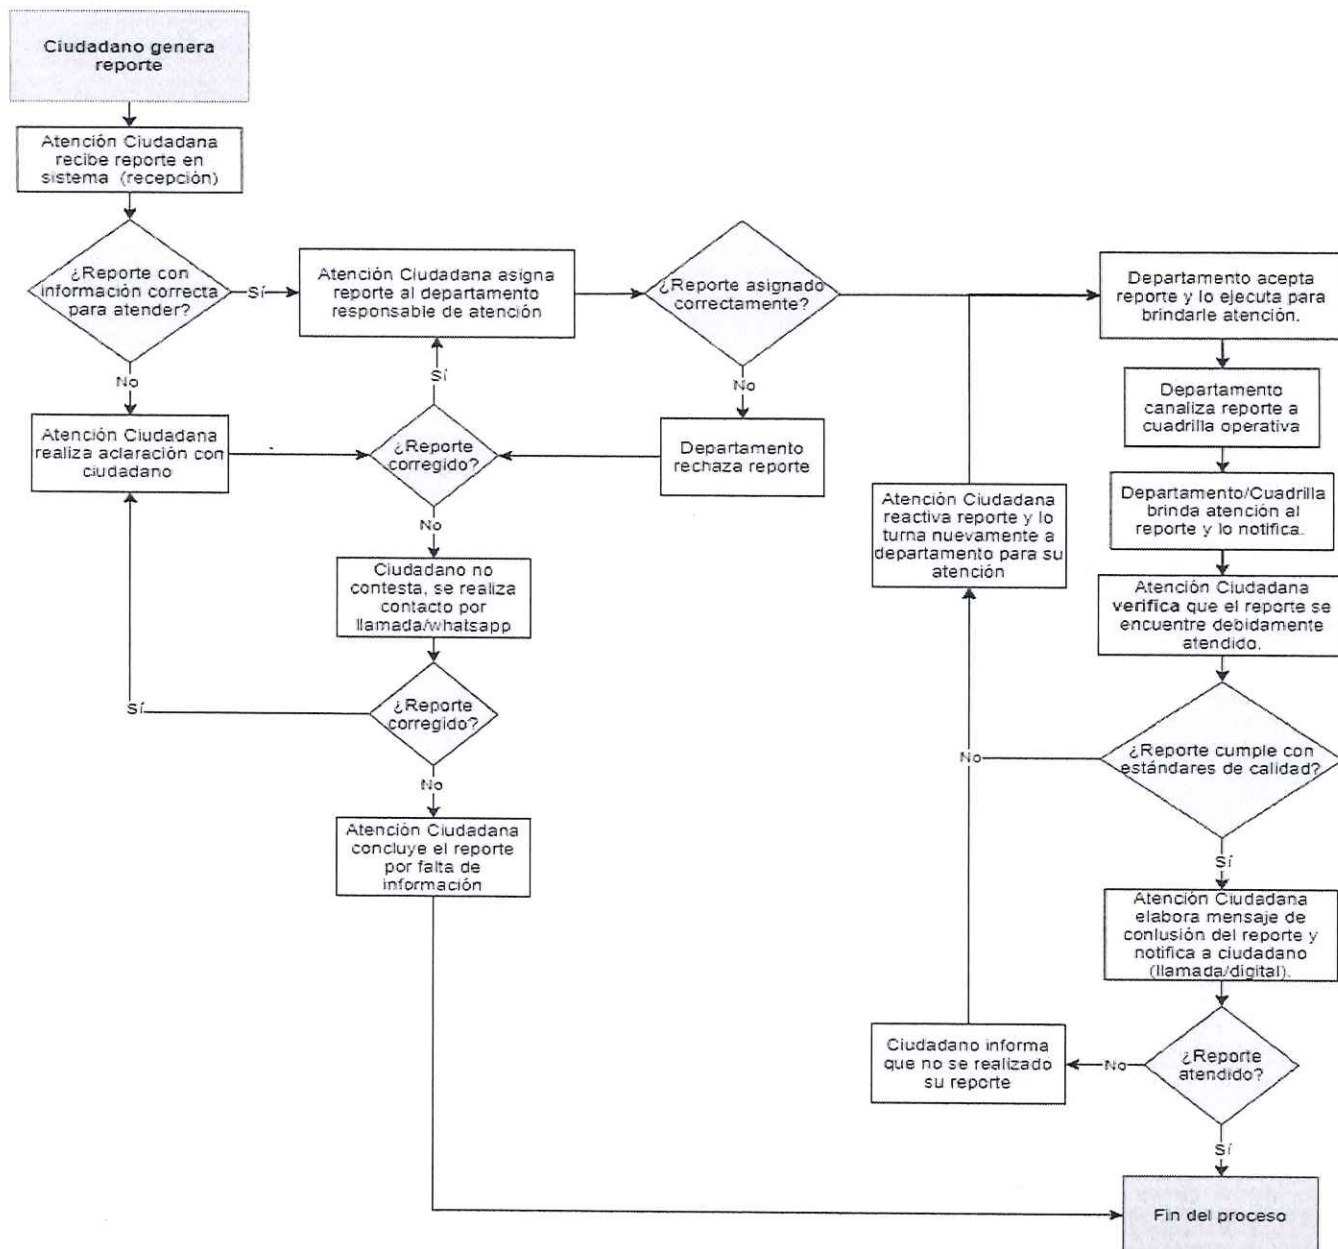 Ciudadano genera
reporte
Atención Ciudadana
recibe reporte en
sistema (recepción)
¿Reporte con
información correcta
para atender?
Sí
Atención Ciudadana asigna
reporte al departamento
responsable de atención
¿Reporte asignado
correctamente?
Departamento acepta
reporte y lo ejecuta para
brindarle atención.
No
Sí
No
Departamento
canaliza reporte a
cuadrilla operativa
Atención Ciudadana
realiza aclaración con
ciudadano
¿Reporte
corregido?
Departamento
rechaza reporte
Atención Ciudadana
reactiva reporte y lo
turna nuevamente a
departamento para su
atención
Departamento/Cuadrilla
brinda atención al
reporte y lo notifica.
No
Ciudadano no
contesta, se realiza
contacto por
llamada/whatsapp
Atención Ciudadana
verifica que el reporte se
encuentre debidamente
atendido.
Sí
¿Reporte
corregido?
No
¿Reporte cumple con
estándares de calidad?
No
Atención Ciudadana
concluye el reporte
por falta de
información
Sí
Atención Ciudadana
elabora mensaje de
conlusión del reporte y
notifica a ciudadano
(llamada/digital).
Ciudadano informa
que no se realizado
su reporte
No
¿Reporte
atendido?
Sí
Fin del proceso